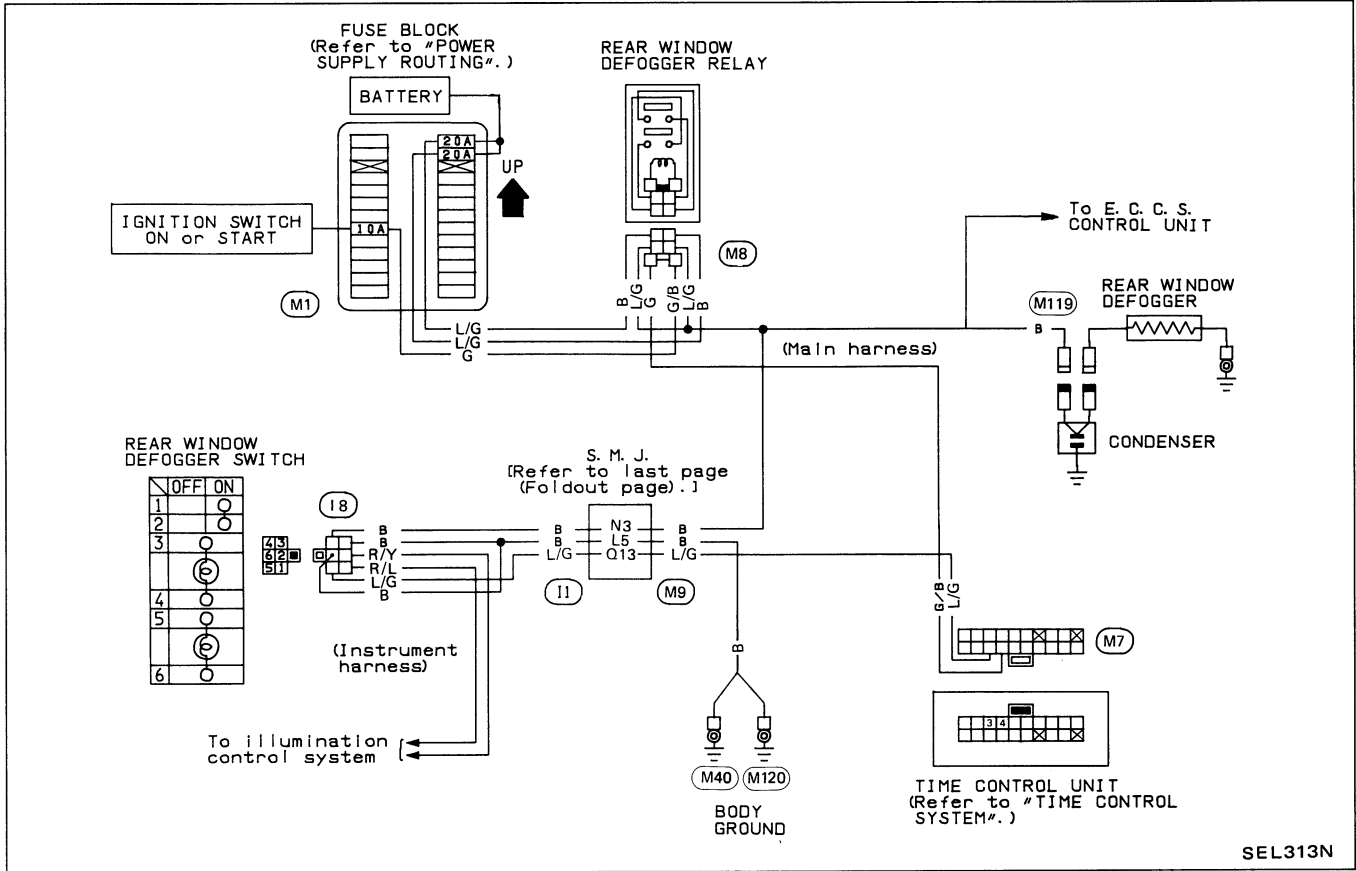 FUSE BLOCK
(Refer to "POWER
SUPPLY ROUTING".)
BATTERY
20A
20A
UP
10A
IGNITION SWITCH
ON or START
M1
REAR WINDOW
DEFOGGER RELAY
M8
B
L/G
G
G/B
L/G
B
L/G
L/G
G
To E. C. C. S.
CONTROL UNIT
REAR WINDOW
DEFOGGER
M119
B
(Main harness)
CONDENSER
REAR WINDOW
DEFOGGER SWITCH
OFF ON
1
2
3
4
5
6
4 3
6 2
5 1
I8
B
B
R/Y
R/L
L/G
B
S. M. J.
[Refer to last page
(Foldout page).]
B N3 B
B L5 B
L/G Q13 L/G
I1
M9
(Instrument
harness)
To illumination
control system
B
M40 M120
BODY
GROUND
G/B
L/G
M7
3 4
TIME CONTROL UNIT
(Refer to "TIME CONTROL
SYSTEM".)
SEL313N